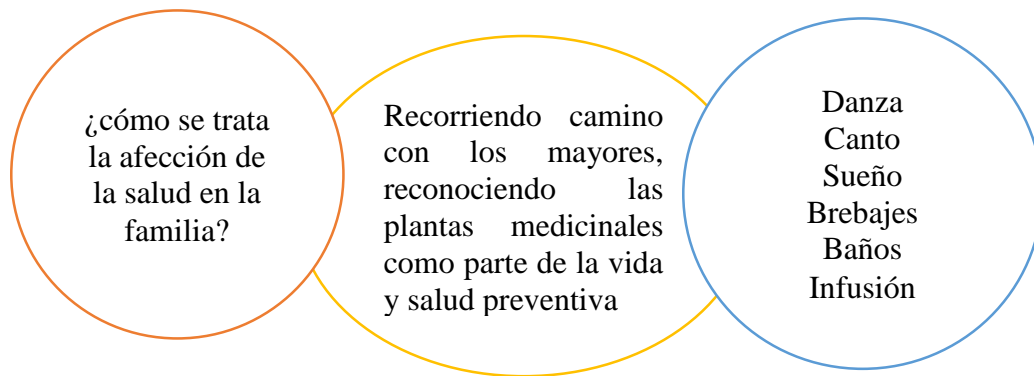 ¿cómo se trata
la afección de
la salud en la
familia?
Recorriendo camino
con los mayores,
reconociendo las
plantas medicinales
como parte de la vida
y salud preventiva
Danza
Canto
Sueño
Brebajes
Baños
Infusión